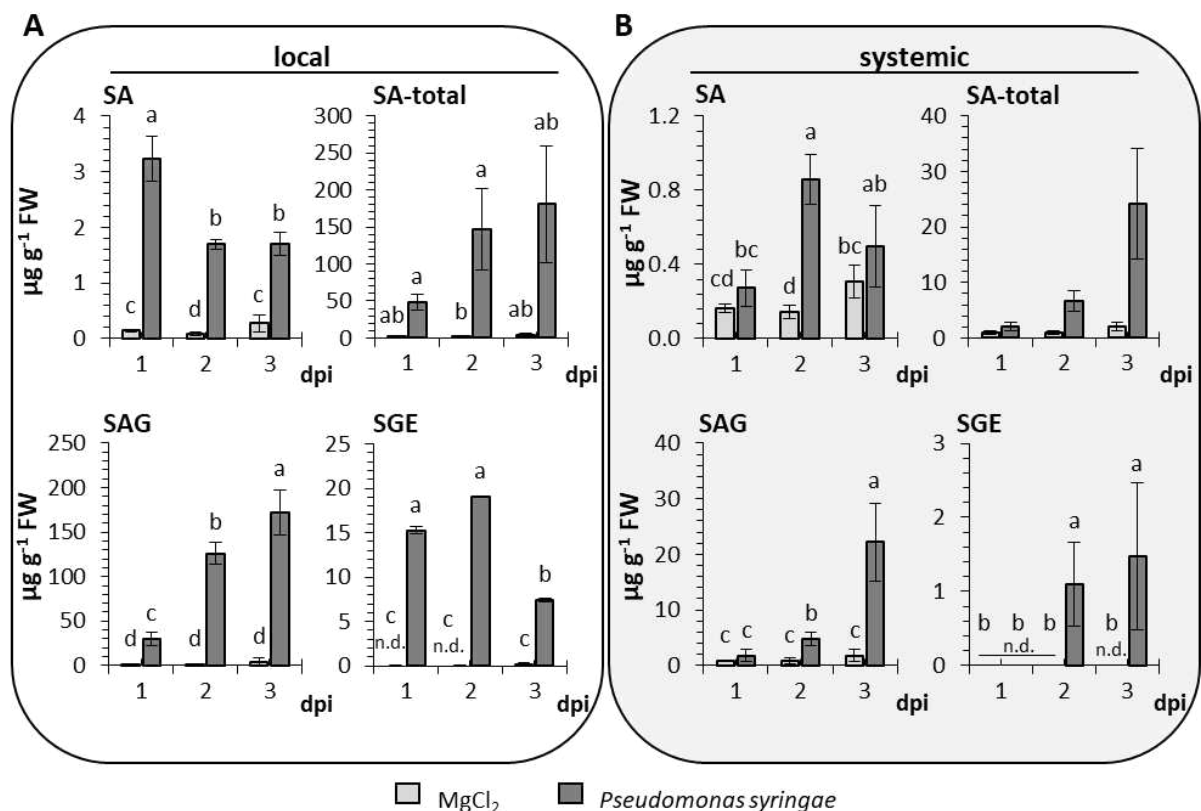 A
local
SA
µg g⁻¹ FW
4
3
2
1
0
c
a
d
b
c
b
1 2 3 dpi
SA-total
300
250
200
150
100
50
0
ab
a
b
a
ab
ab
1 2 3 dpi
SAG
µg g⁻¹ FW
250
200
150
100
50
0
d
c
d
b
d
a
1 2 3 dpi
SGE
25
20
15
10
5
0
c
n.d.
a
c
n.d.
a
c
b
1 2 3 dpi
B
systemic
SA
µg g⁻¹ FW
1.2
0.8
0.4
0.0
cd
bc
d
a
bc
ab
1 2 3 dpi
SA-total
40
30
20
10
0
1 2 3 dpi
SAG
µg g⁻¹ FW
40
30
20
10
0
c
c
c
b
c
a
1 2 3 dpi
SGE
3
2
1
0
b
b
b
n.d.
a
b
n.d.
a
1 2 3 dpi
MgCl₂ Pseudomonas syringae